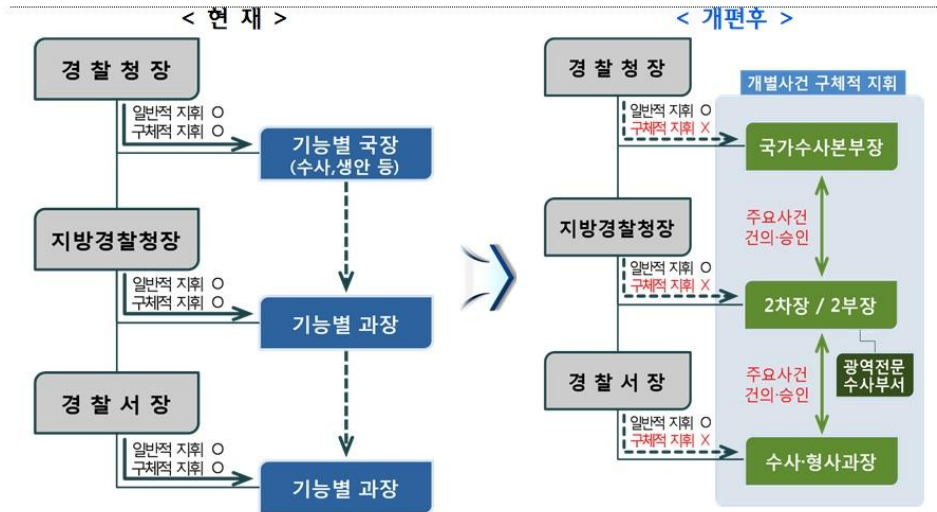 < 현 재 >
경 찰 청 장
일반적 지휘 O
구체적 지휘 O
기능별 국장
(수사,생안 등)
지방경찰청장
일반적 지휘 O
구체적 지휘 O
기능별 과장
경 찰 서 장
일반적 지휘 O
구체적 지휘 O
기능별 과장
< 개편후 >
경 찰 청 장
개별사건 구체적 지휘
일반적 지휘 O
구체적 지휘 X
국가수사본부장
주요사건
건의·승인
지방경찰청장
일반적 지휘 O
구체적 지휘 X
2차장 / 2부장
광역전문
수사부서
주요사건
건의·승인
경 찰 서 장
일반적 지휘 O
구체적 지휘 X
수사·형사과장